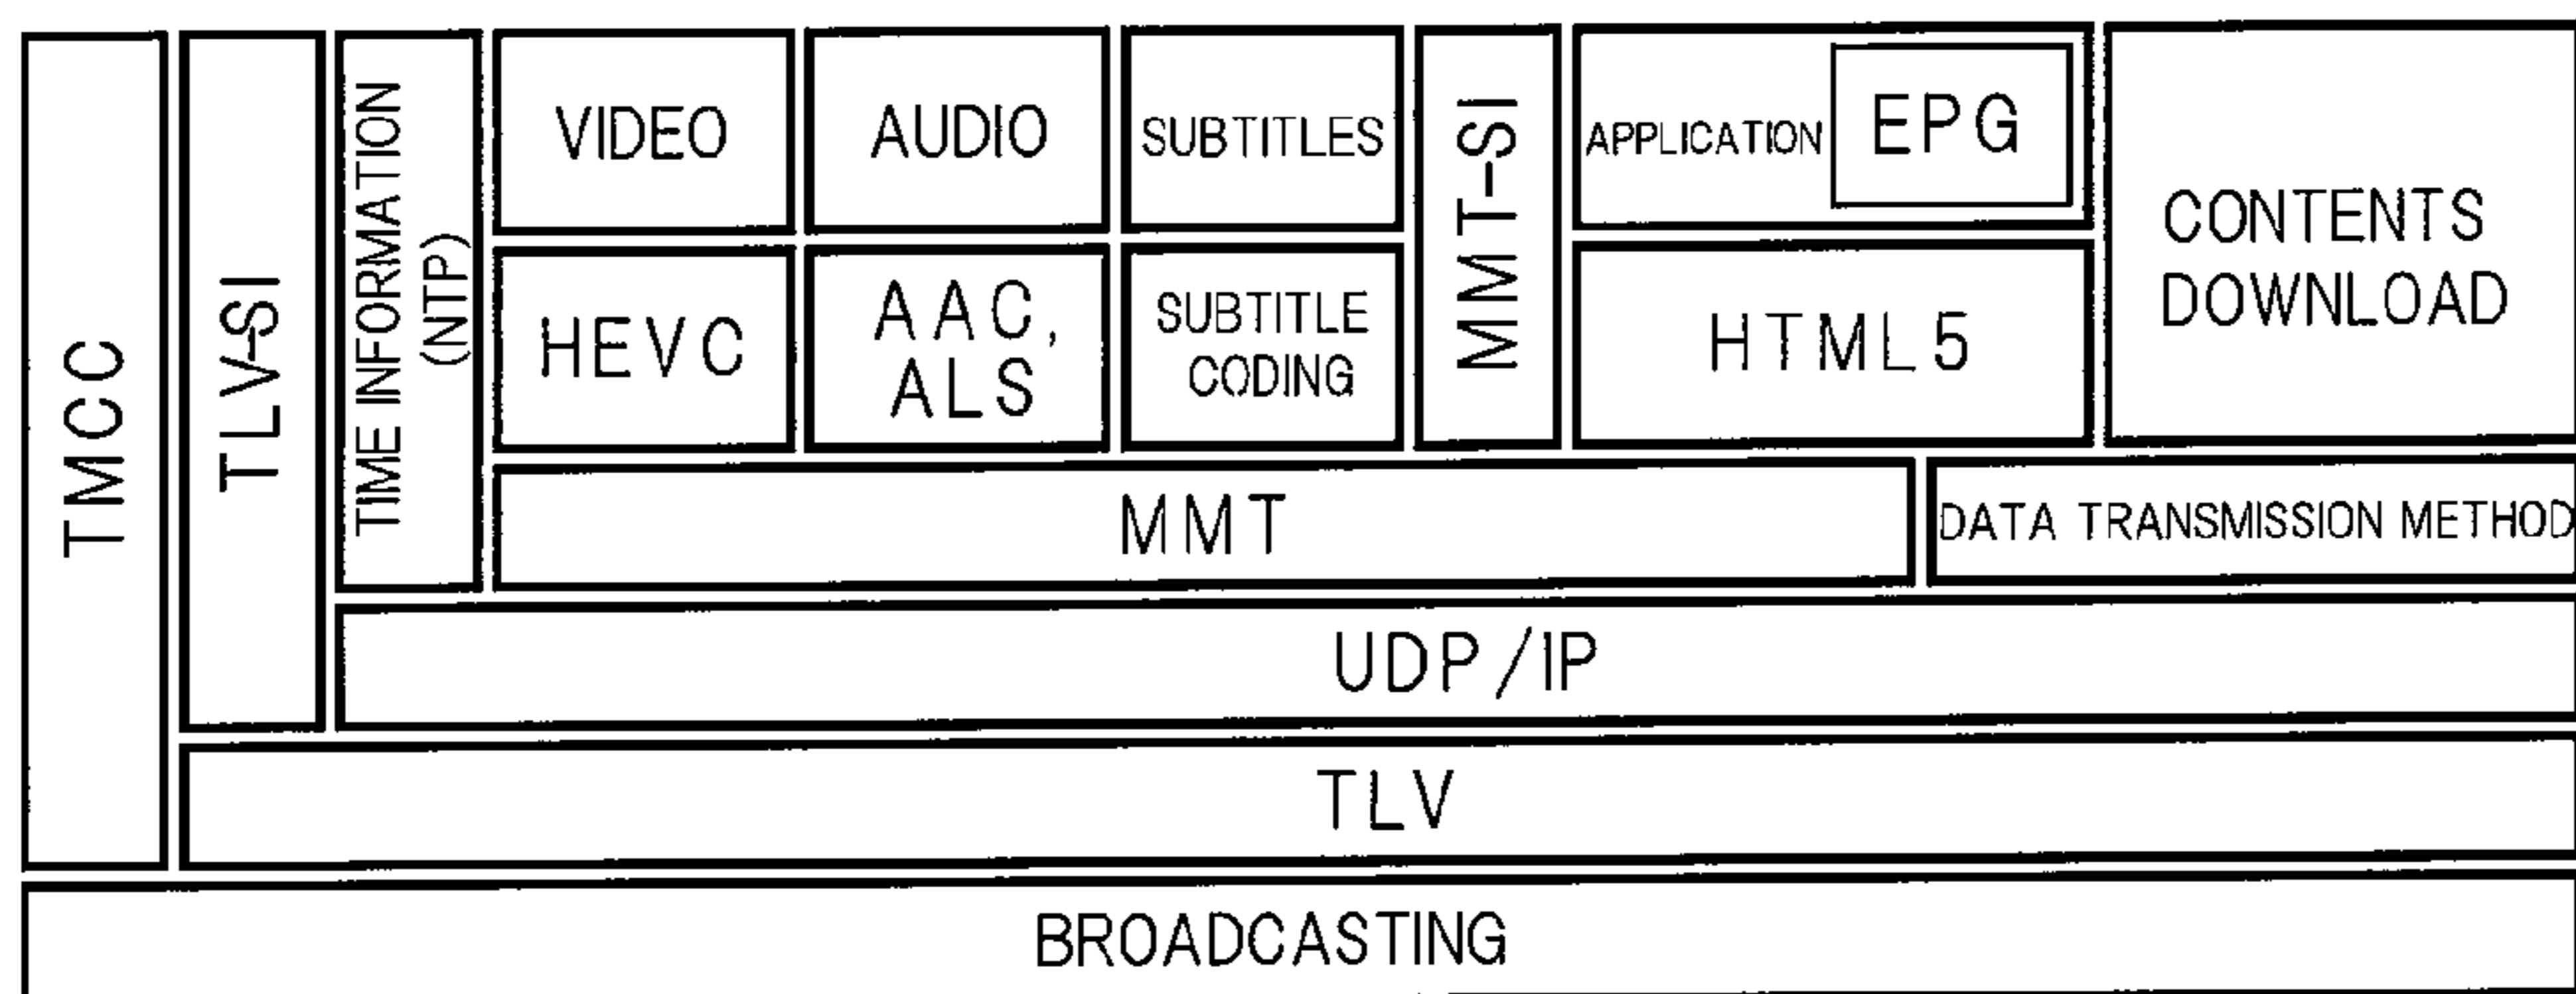 TMCC
TLV-SI
TIME INFORMATION
(NTP)
VIDEO
AUDIO
SUBTITLES
MMT-SI
APPLICATION
EPG
CONTENTS
DOWNLOAD
HEVC
AAC,
ALS
SUBTITLE
CODING
HTML5
MMT
DATA TRANSMISSION METHOD
UDP/IP
TLV
BROADCASTING